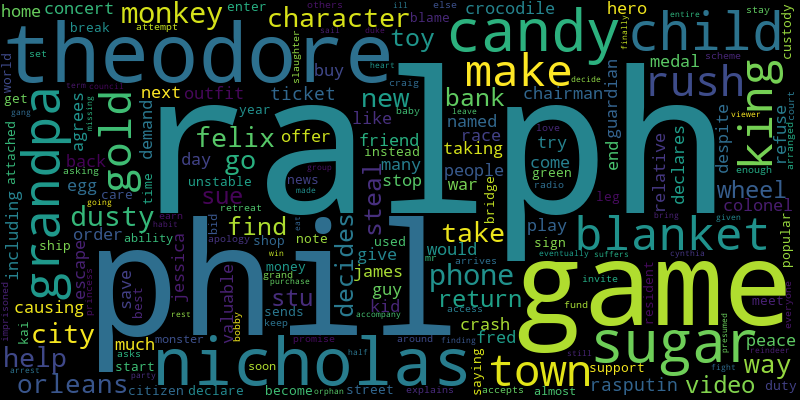 home concert monkey character enter others ill blame crocodile hero
break attempt toy finally custody
theodore candy child
set slaughter sail duke else stay
world buy heart entire medal
next outfit ticket new make rush king
get gold ralph craig scheme decide chairman guardian
term council year like bank baby leave relative
gang missing agrees demand felix offer friend named love race try despite refuse court arranged
attached grandpa back day go instead taking come end declares viewer enough
asking time unstable news many people green
including egg care sue group stop war radio leg wheel
dusty going made steal bridge colonel
ship order ability retreat find take blanket popular
escapes earn habit bid apology note used would play bring given
jessica shop give phone sign eventually suffers cynthia
princess save best valuable win money james mr arrives return invite resident meet everyone
kai phil stu decides guy access fund
causing sends grand purchase keep kid game crash sugar presumed peace
imprisoned city much rest bobby accompany fred finding town fight reindeer
help monster soon nicholas promise around saying support video way
asks eat half explains accepts almost still
orleans arrest start citizen declare party become orphan street rasputin duty